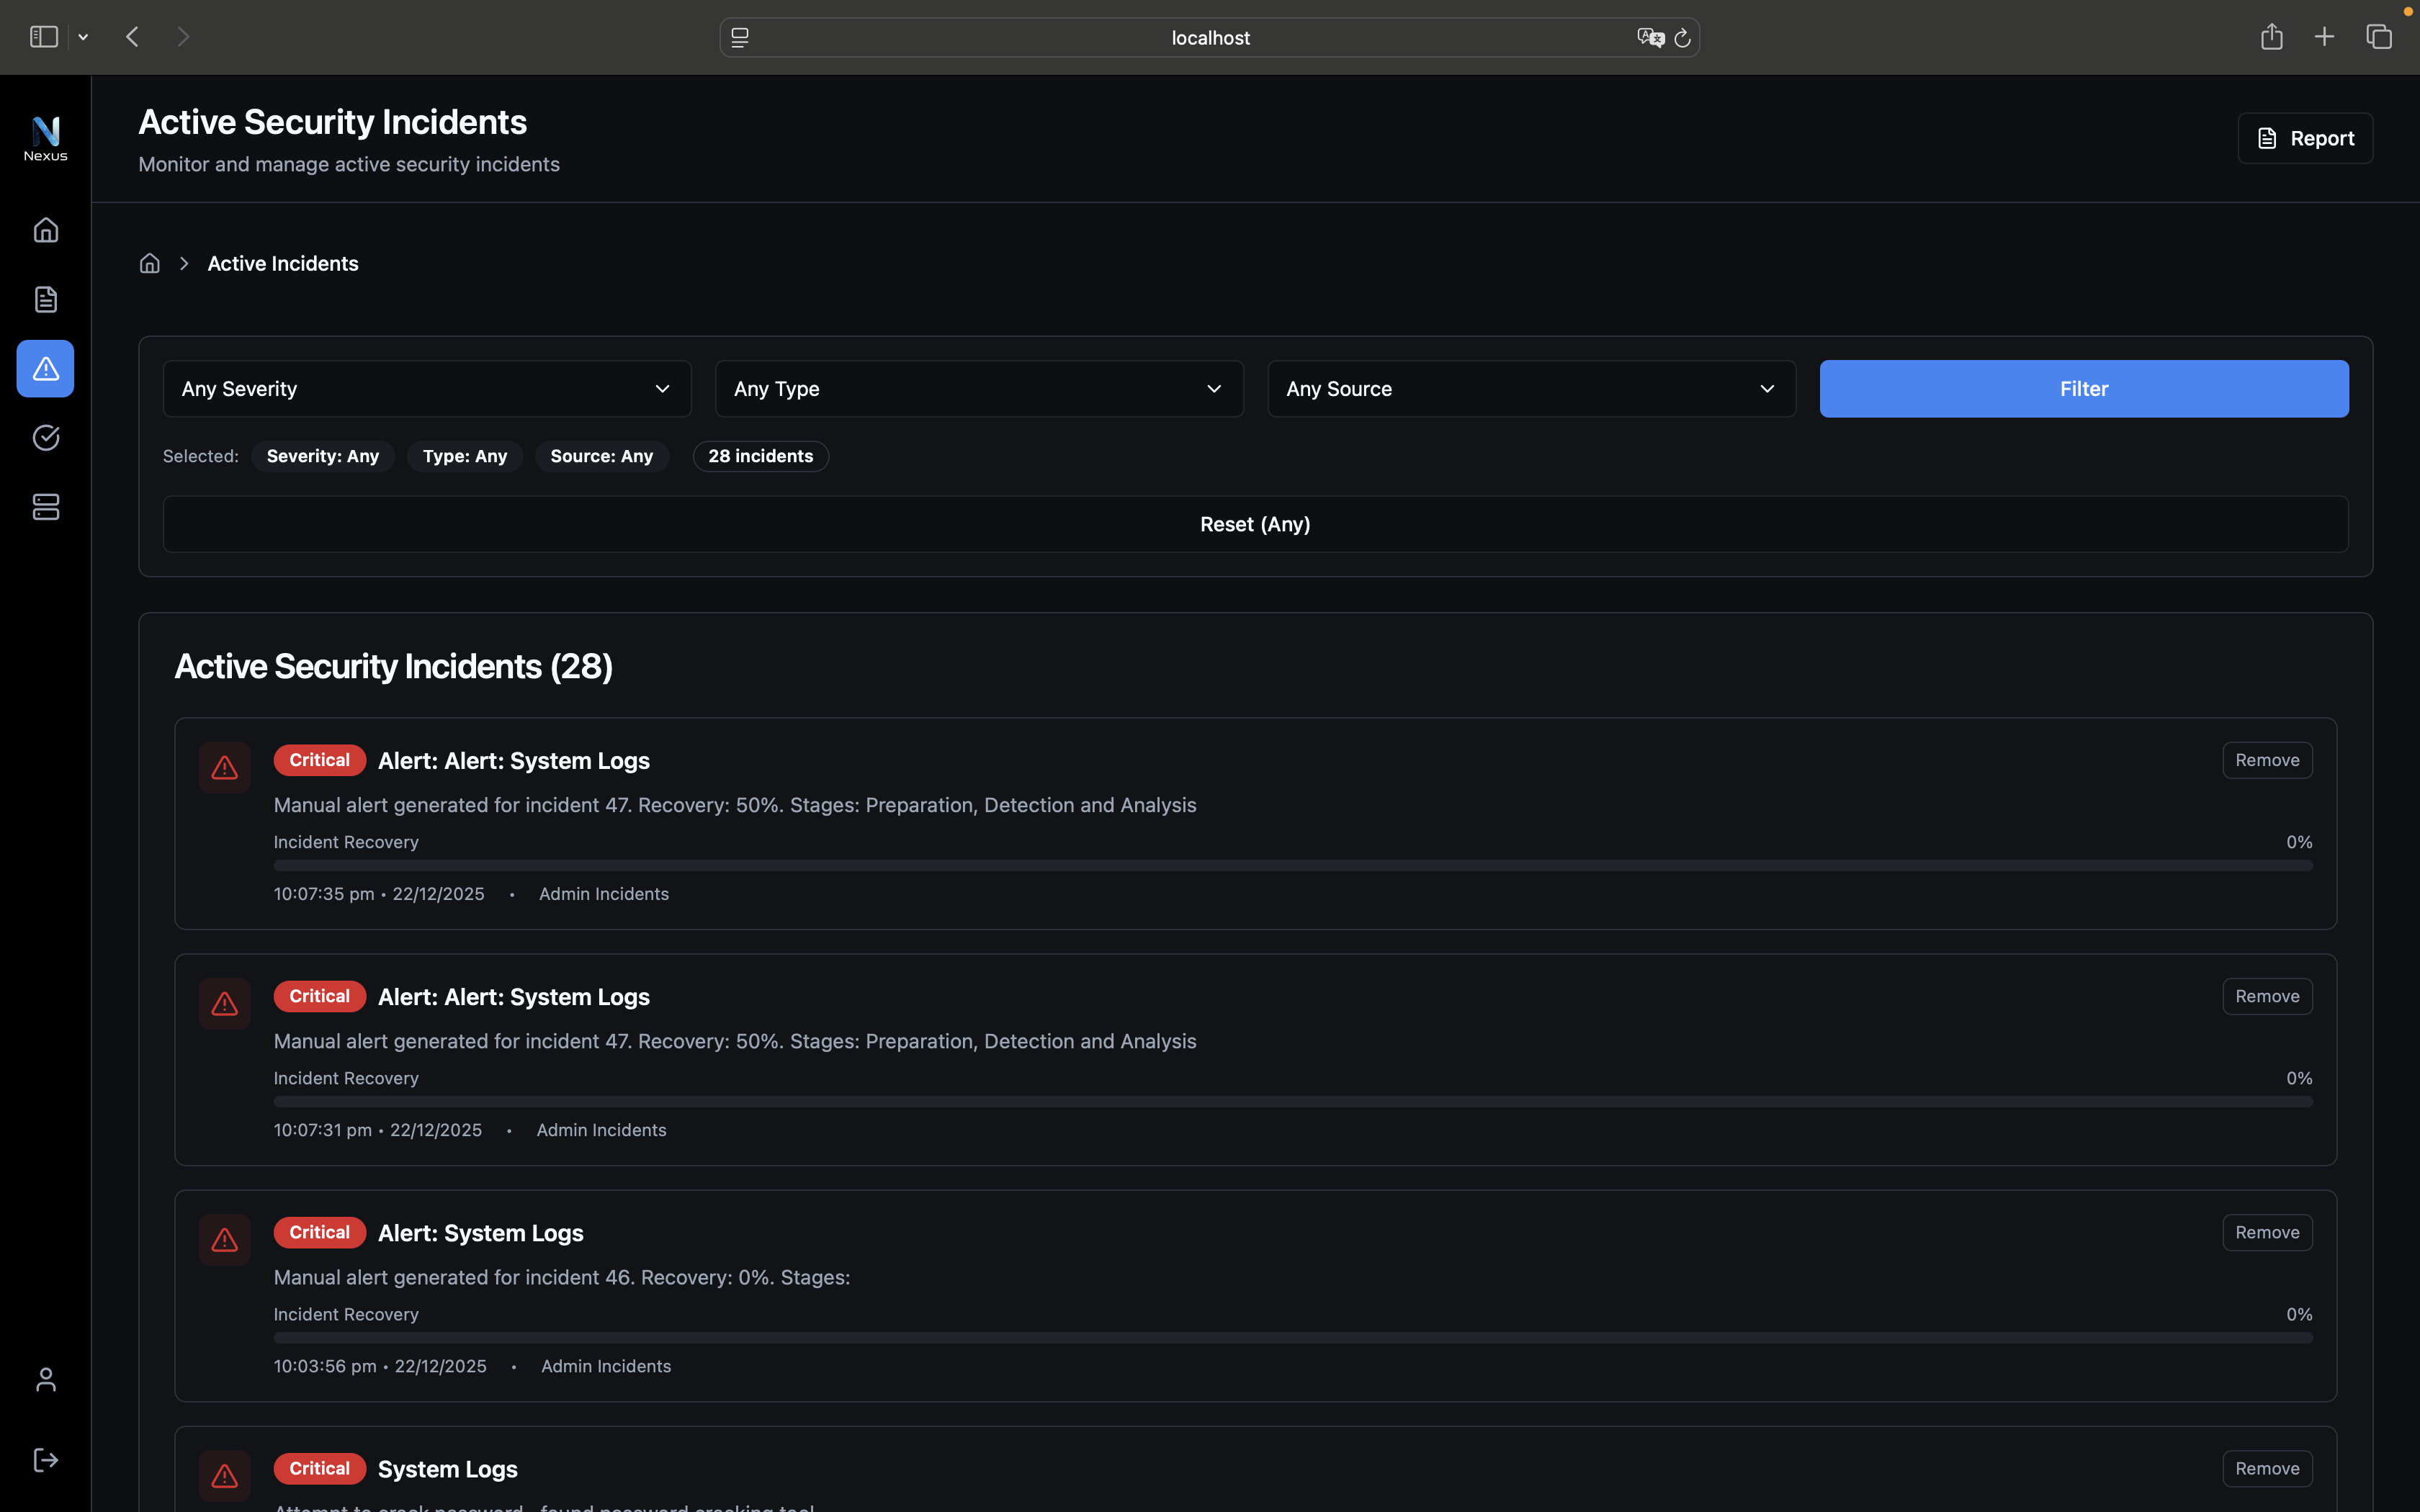 localhost
Nexus
Active Security Incidents
Monitor and manage active security incidents
Report
Active Incidents
Any Severity
Any Type
Any Source
Filter
Selected: Severity: Any Type: Any Source: Any 28 incidents
Reset (Any)
Active Security Incidents (28)
Critical Alert: Alert: System Logs Remove
Manual alert generated for incident 47. Recovery: 50%. Stages: Preparation, Detection and Analysis
Incident Recovery 0%
10:07:35 pm • 22/12/2025 • Admin Incidents
Critical Alert: Alert: System Logs Remove
Manual alert generated for incident 47. Recovery: 50%. Stages: Preparation, Detection and Analysis
Incident Recovery 0%
10:07:31 pm • 22/12/2025 • Admin Incidents
Critical Alert: System Logs Remove
Manual alert generated for incident 46. Recovery: 0%. Stages:
Incident Recovery 0%
10:03:56 pm • 22/12/2025 • Admin Incidents
Critical System Logs Remove